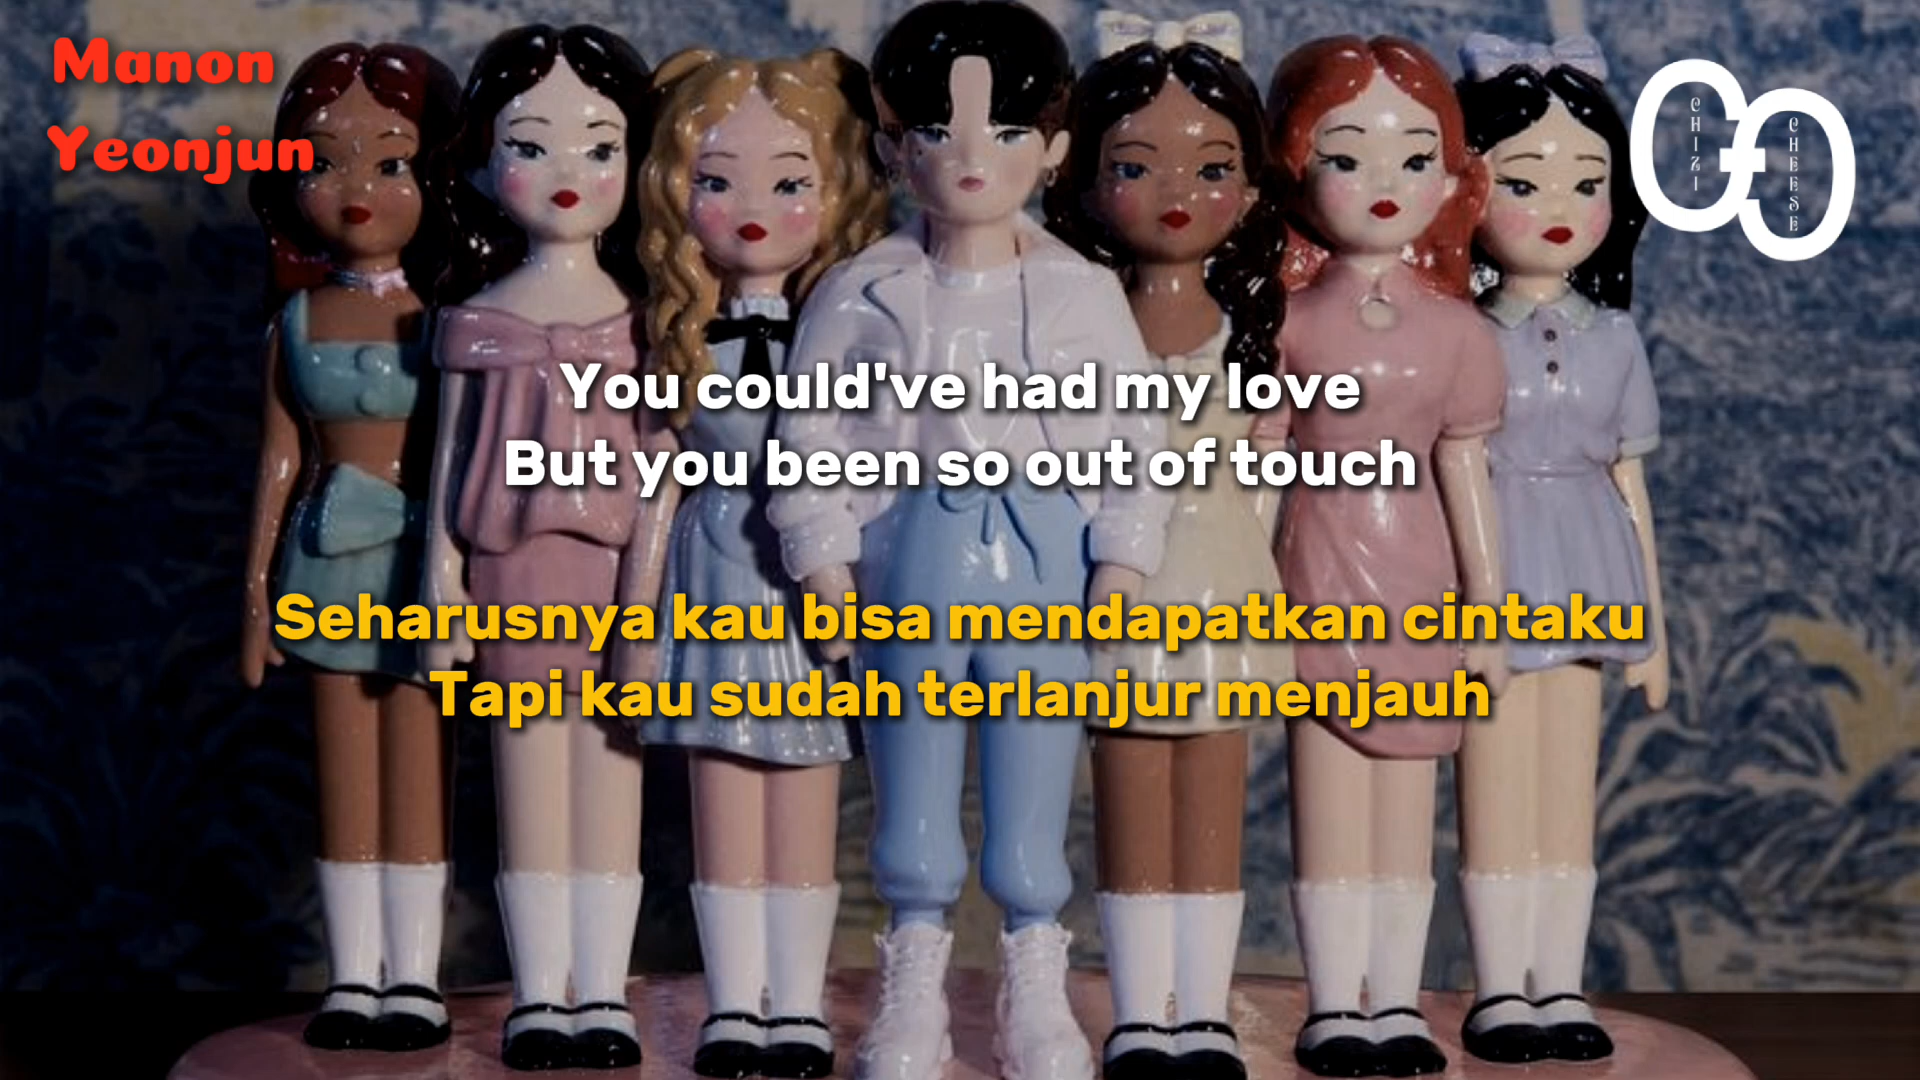 Manon
Yeonjun
CHIZI
CHEESE
You could've had my love
But you been so out of touch
Seharusnya kau bisa mendapatkan cintaku
Tapi kau sudah terlanjur menjauh